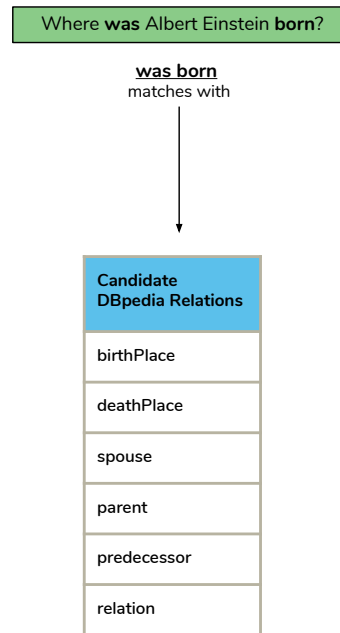 Where was Albert Einstein born?
was born
matches with
Candidate
DBpedia Relations
birthPlace
deathPlace
spouse
parent
predecessor
relation